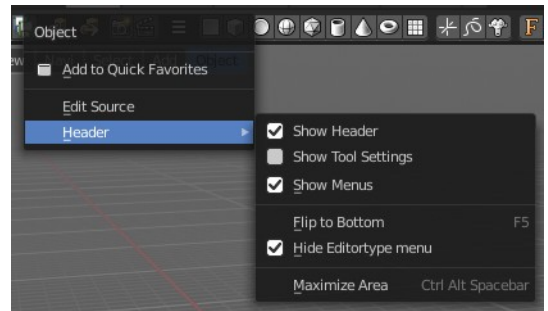 Object
Add to Quick Favorites
Edit Source
Header
Show Header
Show Tool Settings
Show Menus
Flip to Bottom F5
Hide Editortype menu
Maximize Area Ctrl Alt Spacebar
F